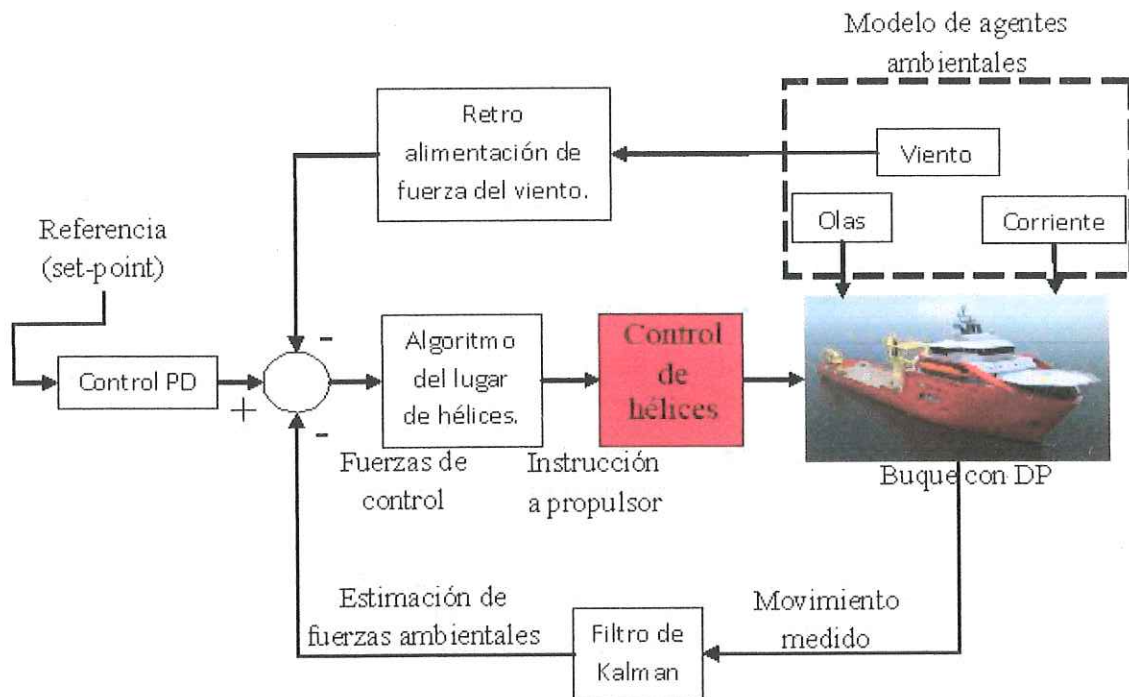 Modelo de agentes
ambientales
Retro
alimentación de
fuerza del viento.
Viento
Olas
Corriente
Referencia
(set-point)
Control PD
+
-
-
Algoritmo
del lugar
de hélices.
Control
de
hélices
Fuerzas de
control
Instrucción
a propulsor
Buque con DP
Estimación de
fuerzas ambientales
Filtro de
Kalman
Movimiento
medido